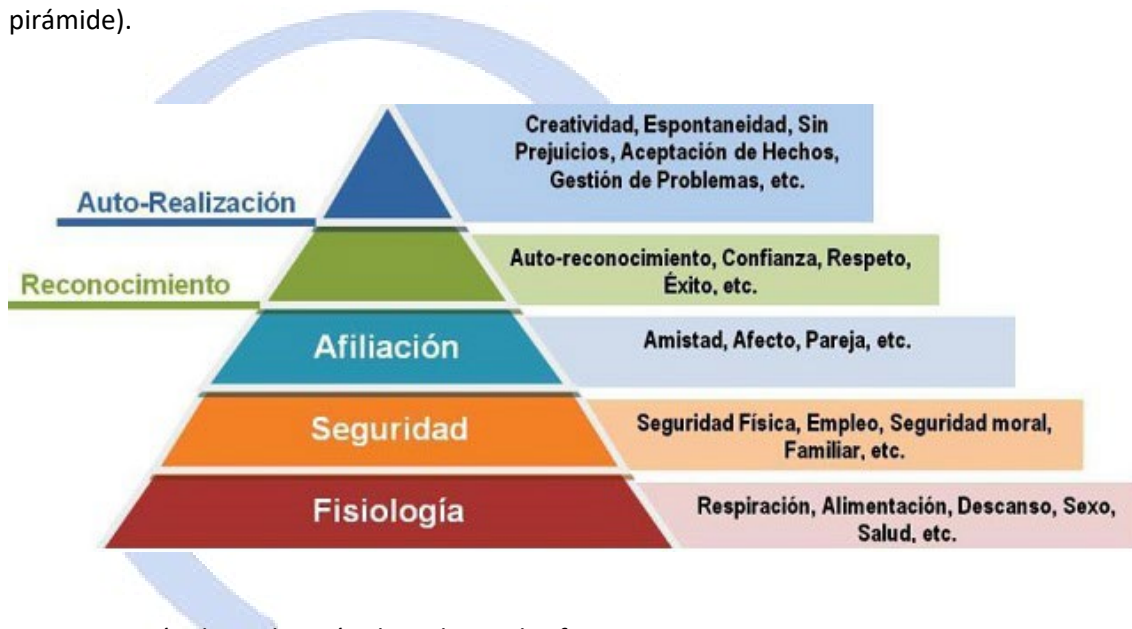 pirámide).
Creatividad, Espontaneidad, Sin
Prejuicios, Aceptación de Hechos,
Gestión de Problemas, etc.
Auto-Realización
Auto-reconocimiento, Confianza, Respeto,
Éxito, etc.
Reconocimiento
Afiliación
Amistad, Afecto, Pareja, etc.
Seguridad
Seguridad Física, Empleo, Seguridad moral,
Familiar, etc.
Fisiología
Respiración, Alimentación, Descanso, Sexo,
Salud, etc.